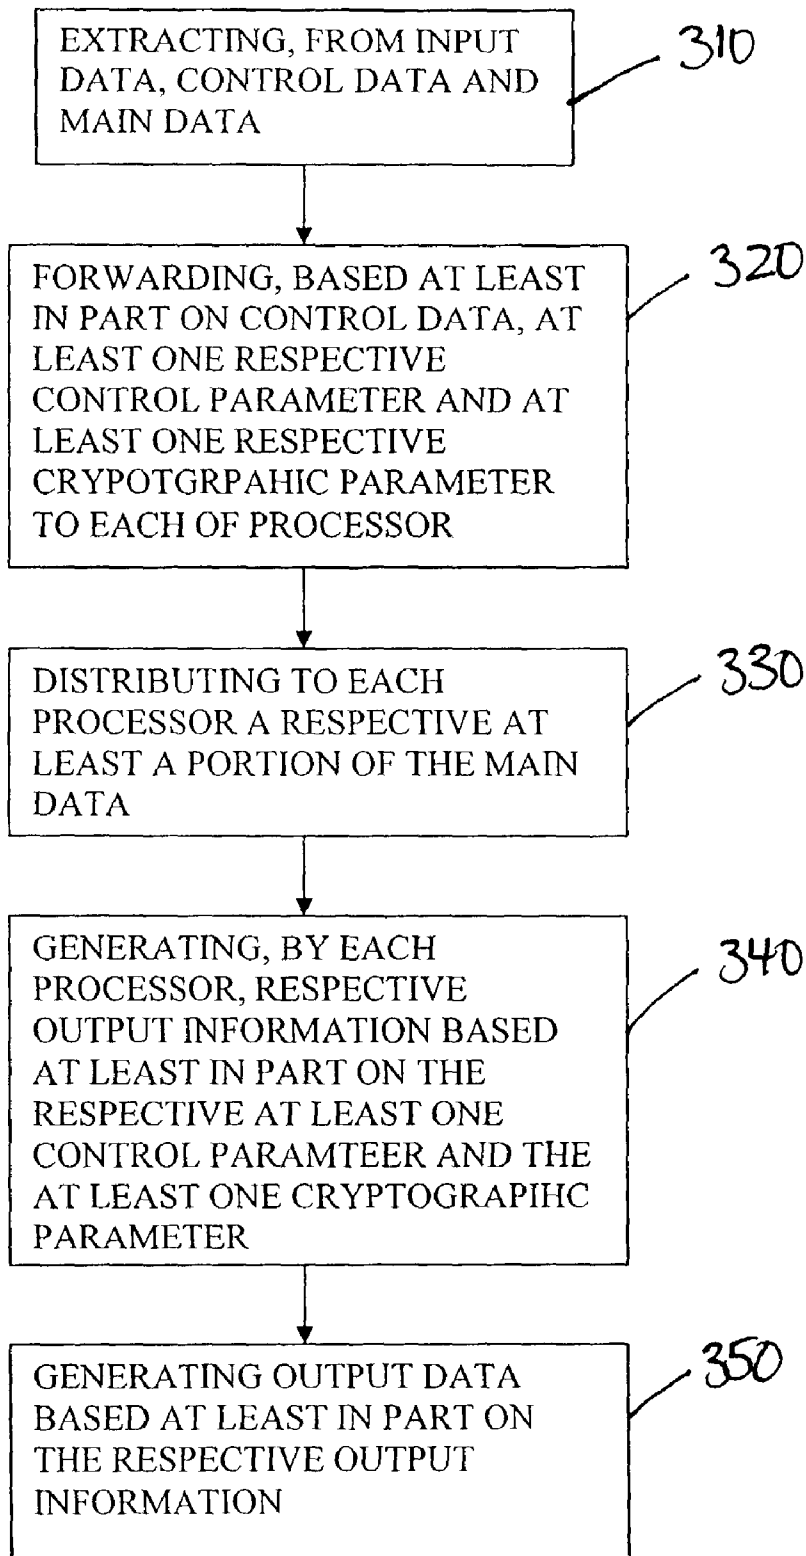 EXTRACTING, FROM INPUT
DATA, CONTROL DATA AND
MAIN DATA
310
FORWARDING, BASED AT LEAST
IN PART ON CONTROL DATA, AT
LEAST ONE RESPECTIVE
CONTROL PARAMETER AND AT
LEAST ONE RESPECTIVE
CRYPOTGRPAHIC PARAMETER
TO EACH OF PROCESSOR
320
DISTRIBUTING TO EACH
PROCESSOR A RESPECTIVE AT
LEAST A PORTION OF THE MAIN
DATA
330
GENERATING, BY EACH
PROCESSOR, RESPECTIVE
OUTPUT INFORMATION BASED
AT LEAST IN PART ON THE
RESPECTIVE AT LEAST ONE
CONTROL PARAMTEER AND THE
AT LEAST ONE CRYPTOGRAPIHC
PARAMETER
340
GENERATING OUTPUT DATA
BASED AT LEAST IN PART ON
THE RESPECTIVE OUTPUT
INFORMATION
350